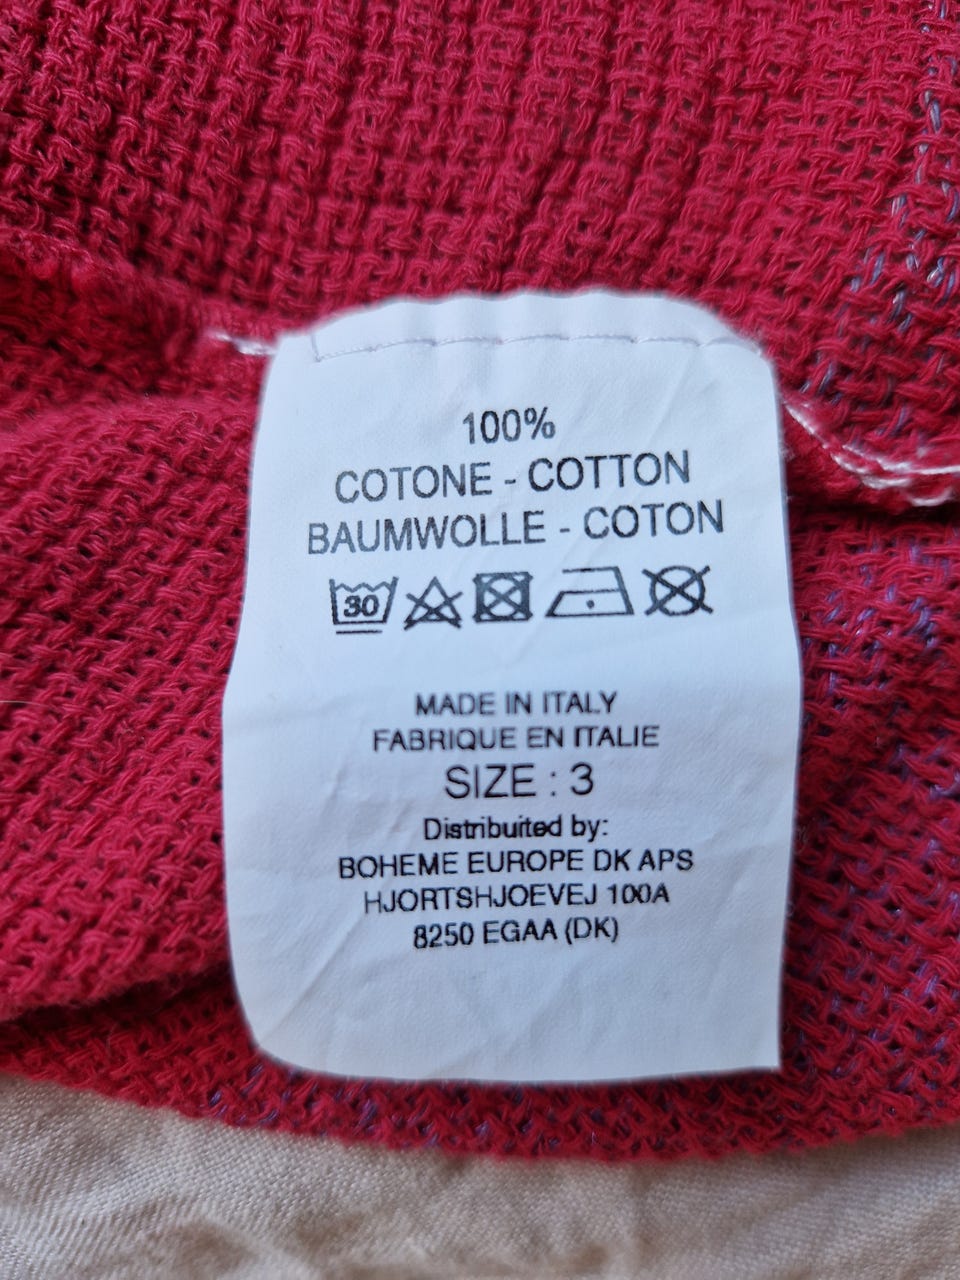 100%
COTONE - COTTON
BAUMWOLLE - COTON
30
MADE IN ITALY
FABRIQUE EN ITALIE
SIZE : 3
Distribuited by:
BOHEME EUROPE DK APS
HJORTSHJOEVEJ 100A
8250 EGAA (DK)